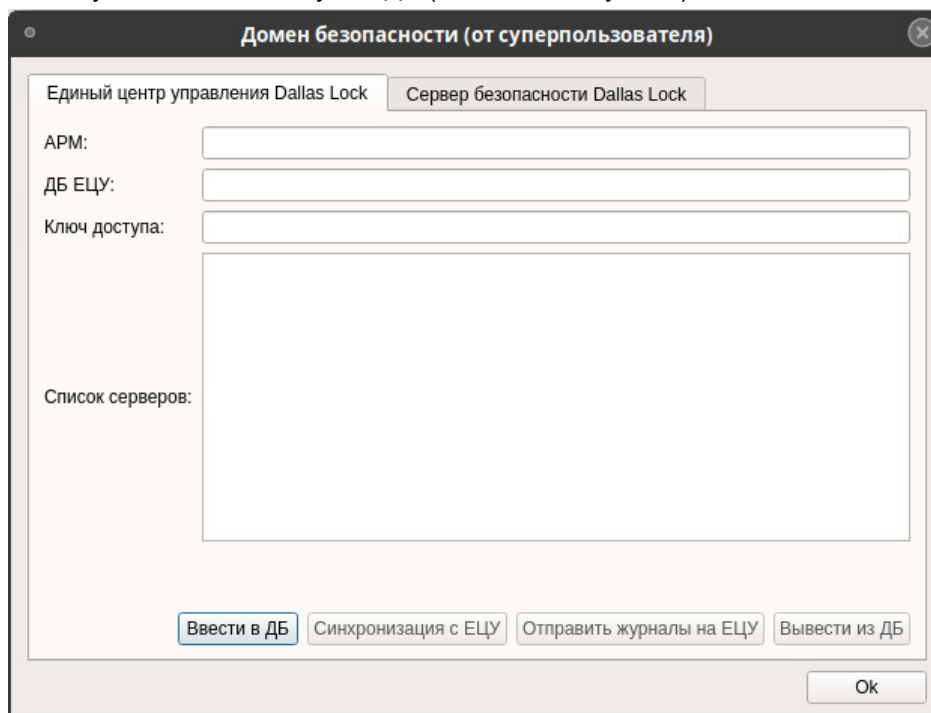 Домен безопасности (от суперпользователя)
Единый центр управления Dallas Lock
Сервер безопасности Dallas Lock
АРМ:
ДБ ЕЦУ:
Ключ доступа:
Список серверов:
Ввести в ДБ
Синхронизация с ЕЦУ
Отправить журналы на ЕЦУ
Вывести из ДБ
Ok